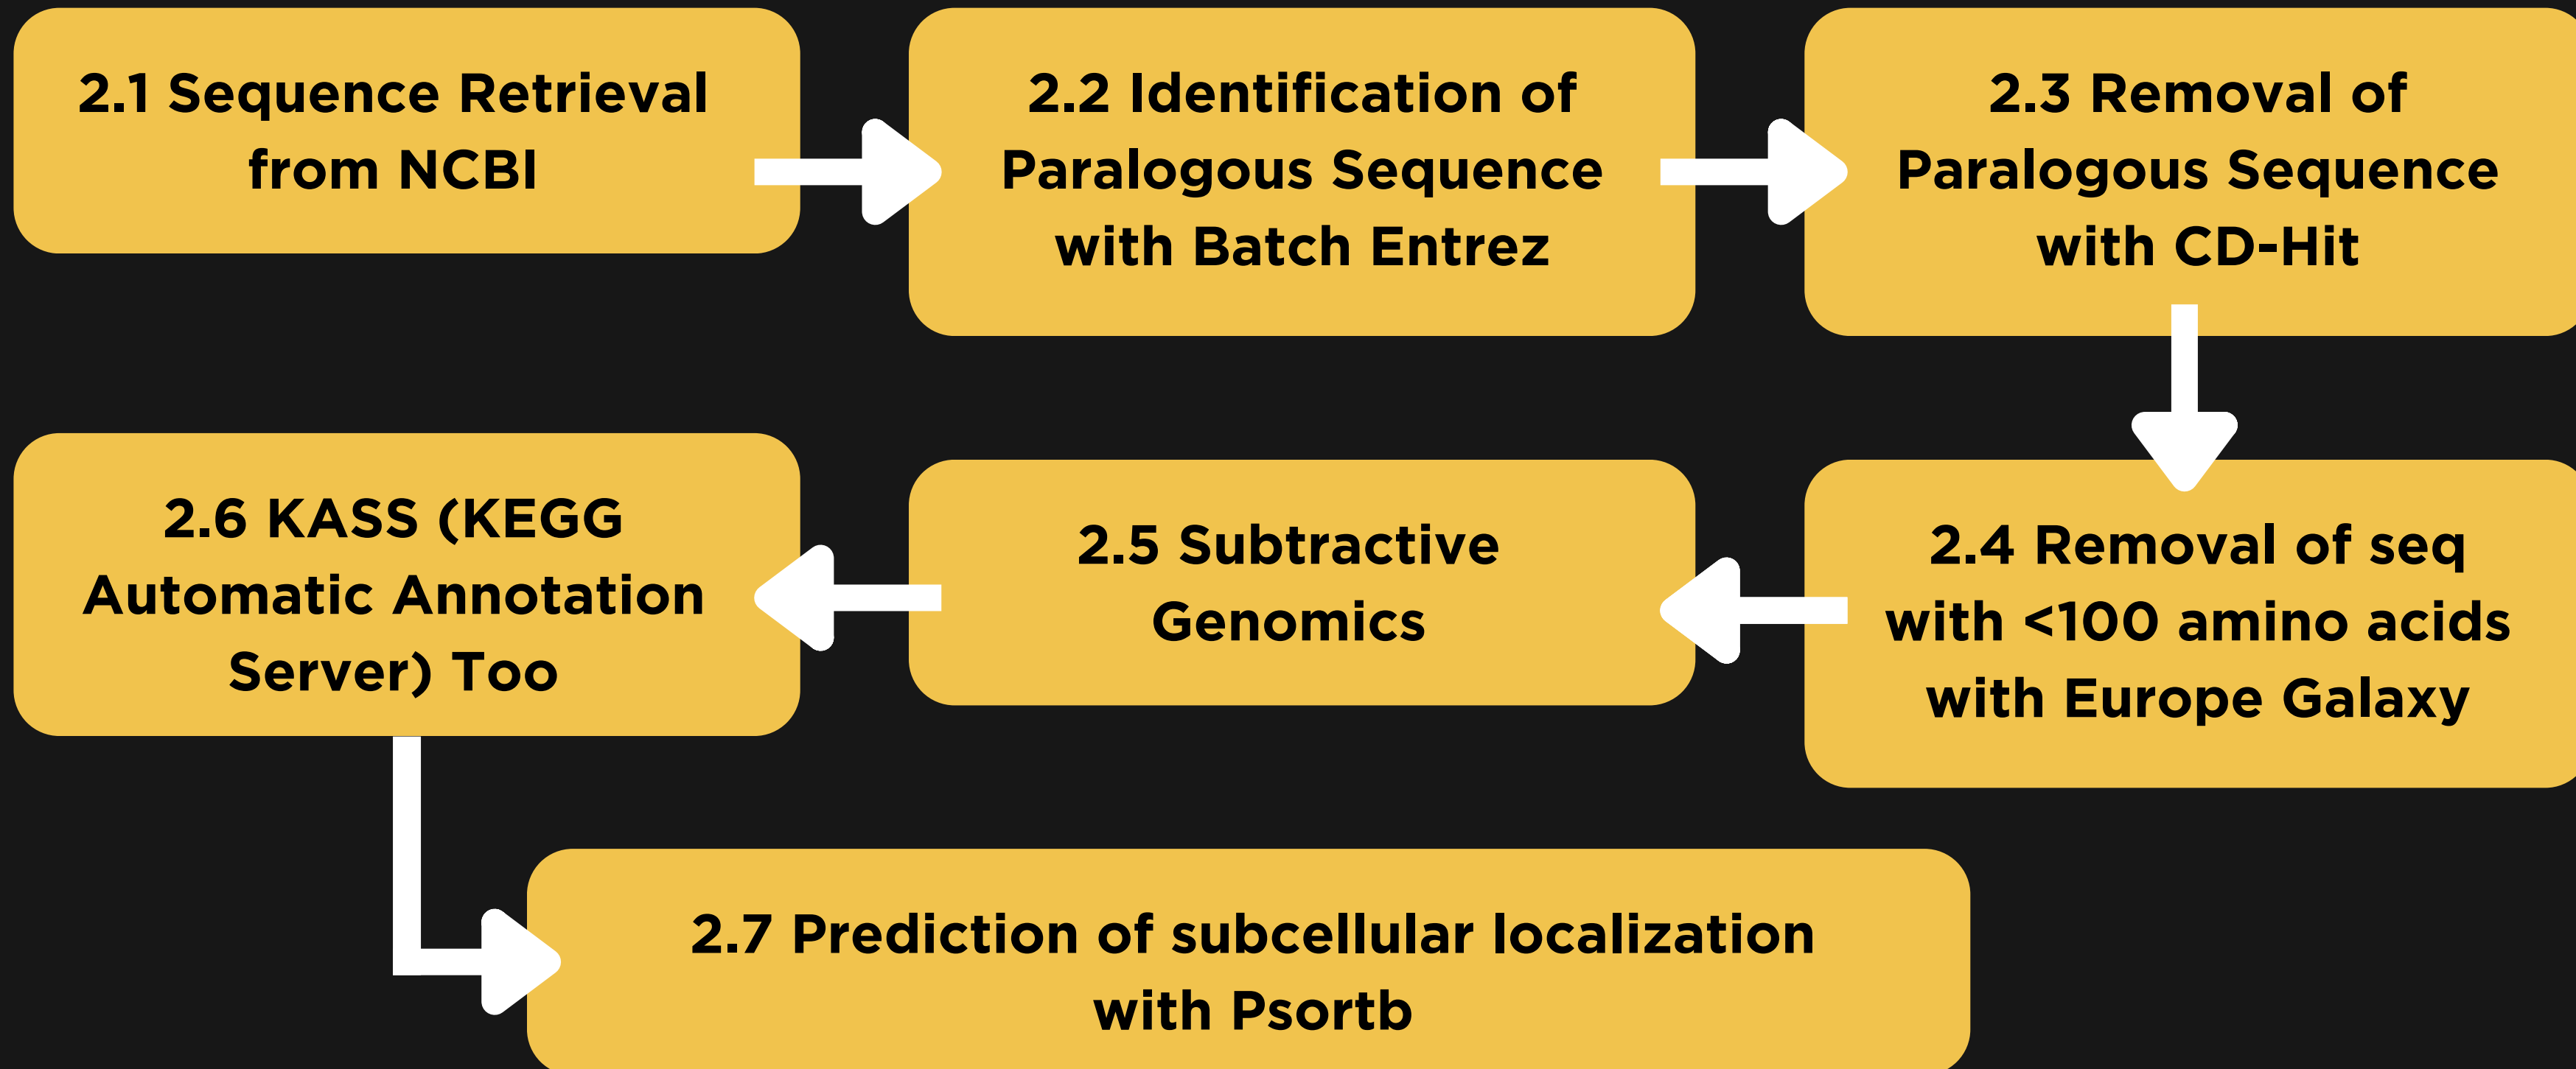 2.1 Sequence Retrieval
from NCBI
2.2 Identification of
Paralogous Sequence
with Batch Entrez
2.3 Removal of
Paralogous Sequence
with CD-Hit
2.4 Removal of seq
with <100 amino acids
with Europe Galaxy
2.5 Subtractive
Genomics
2.6 KASS (KEGG
Automatic Annotation
Server) Too
2.7 Prediction of subcellular localization
with Psortb